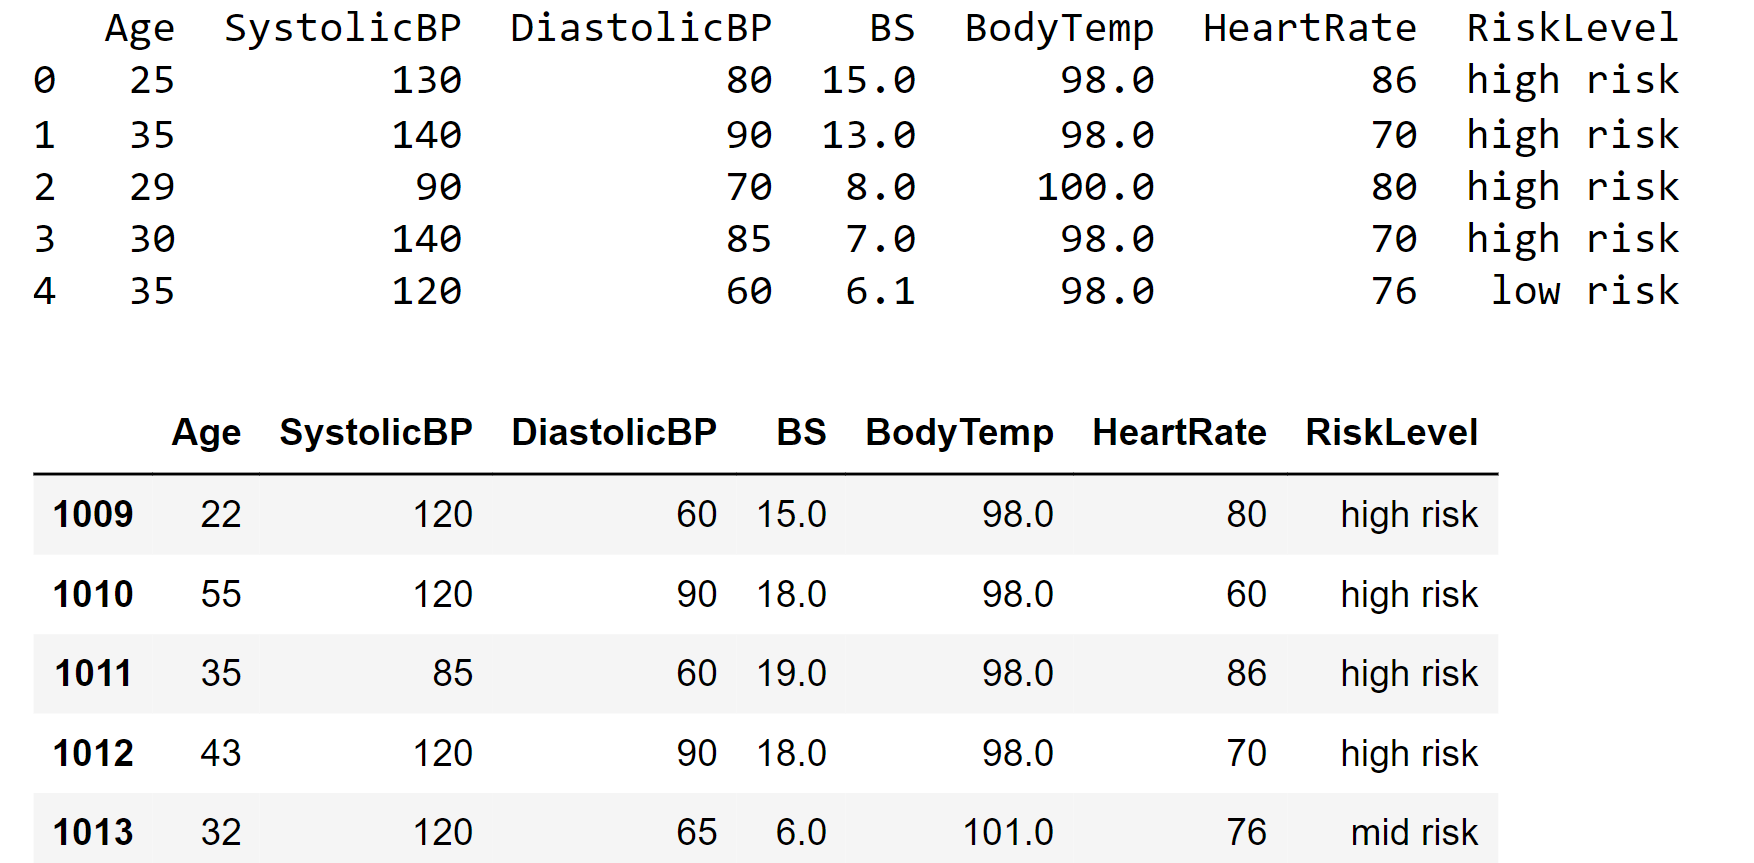 Age SystolicBP DiastolicBP BS BodyTemp HeartRate RiskLevel
0 25 130 80 15.0 98.0 86 high risk
1 35 140 90 13.0 98.0 70 high risk
2 29 90 70 8.0 100.0 80 high risk
3 30 140 85 7.0 98.0 70 high risk
4 35 120 60 6.1 98.0 76 low risk
Age SystolicBP DiastolicBP BS BodyTemp HeartRate RiskLevel
1009 22 120 60 15.0 98.0 80 high risk
1010 55 120 90 18.0 98.0 60 high risk
1011 35 85 60 19.0 98.0 86 high risk
1012 43 120 90 18.0 98.0 70 high risk
1013 32 120 65 6.0 101.0 76 mid risk